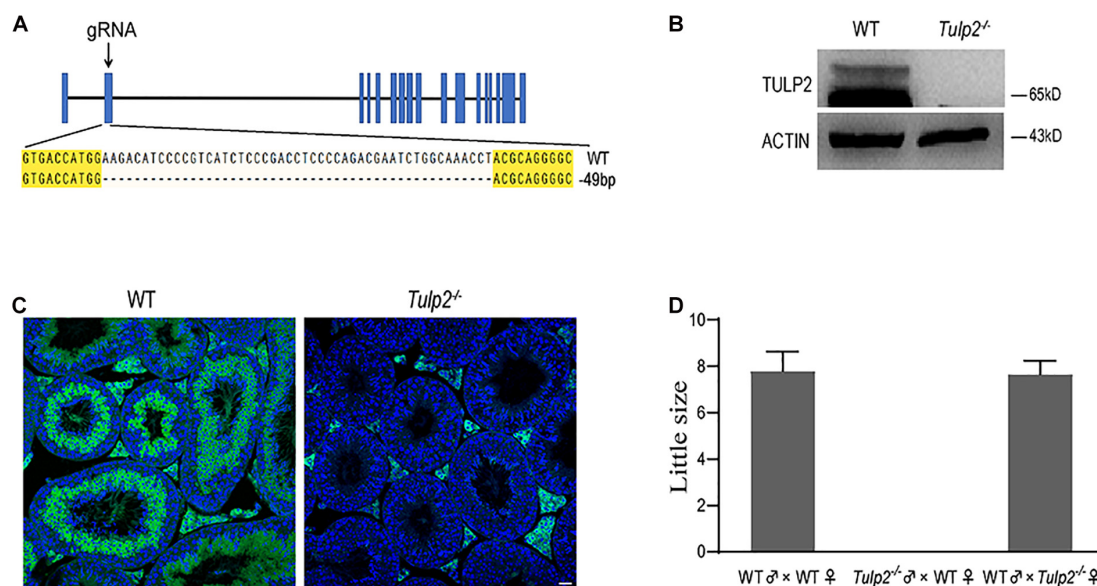 A
gRNA
GTGACCATGGAAGACATCCCCGTCATCTCCCGACCTCCCCAGACGAATCTGGCAAACCTACGCAGGGGC WT
GTGACCATGG-------------------------------------------------ACGCAGGGGC -49bp
B
WT Tulp2-/-
TULP2 —65kD
ACTIN —43kD
C
WT Tulp2-/-
D
Little size
10
8
6
4
2
0
WT♂ × WT ♀ Tulp2-/-♂ × WT ♀ WT♂ × Tulp2-/-♀